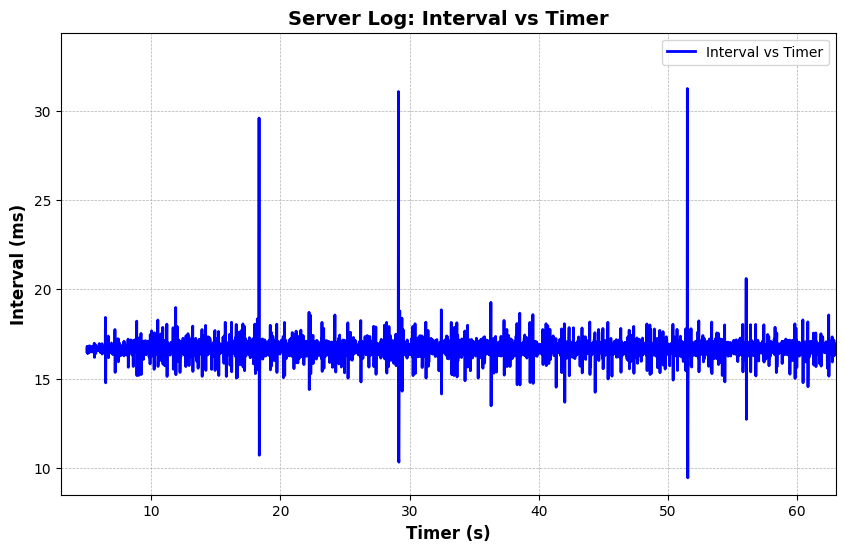 Server Log: Interval vs Timer
Interval vs Timer
30
25
20
15
10
Interval (ms)
10 20 30 40 50 60
Timer (s)